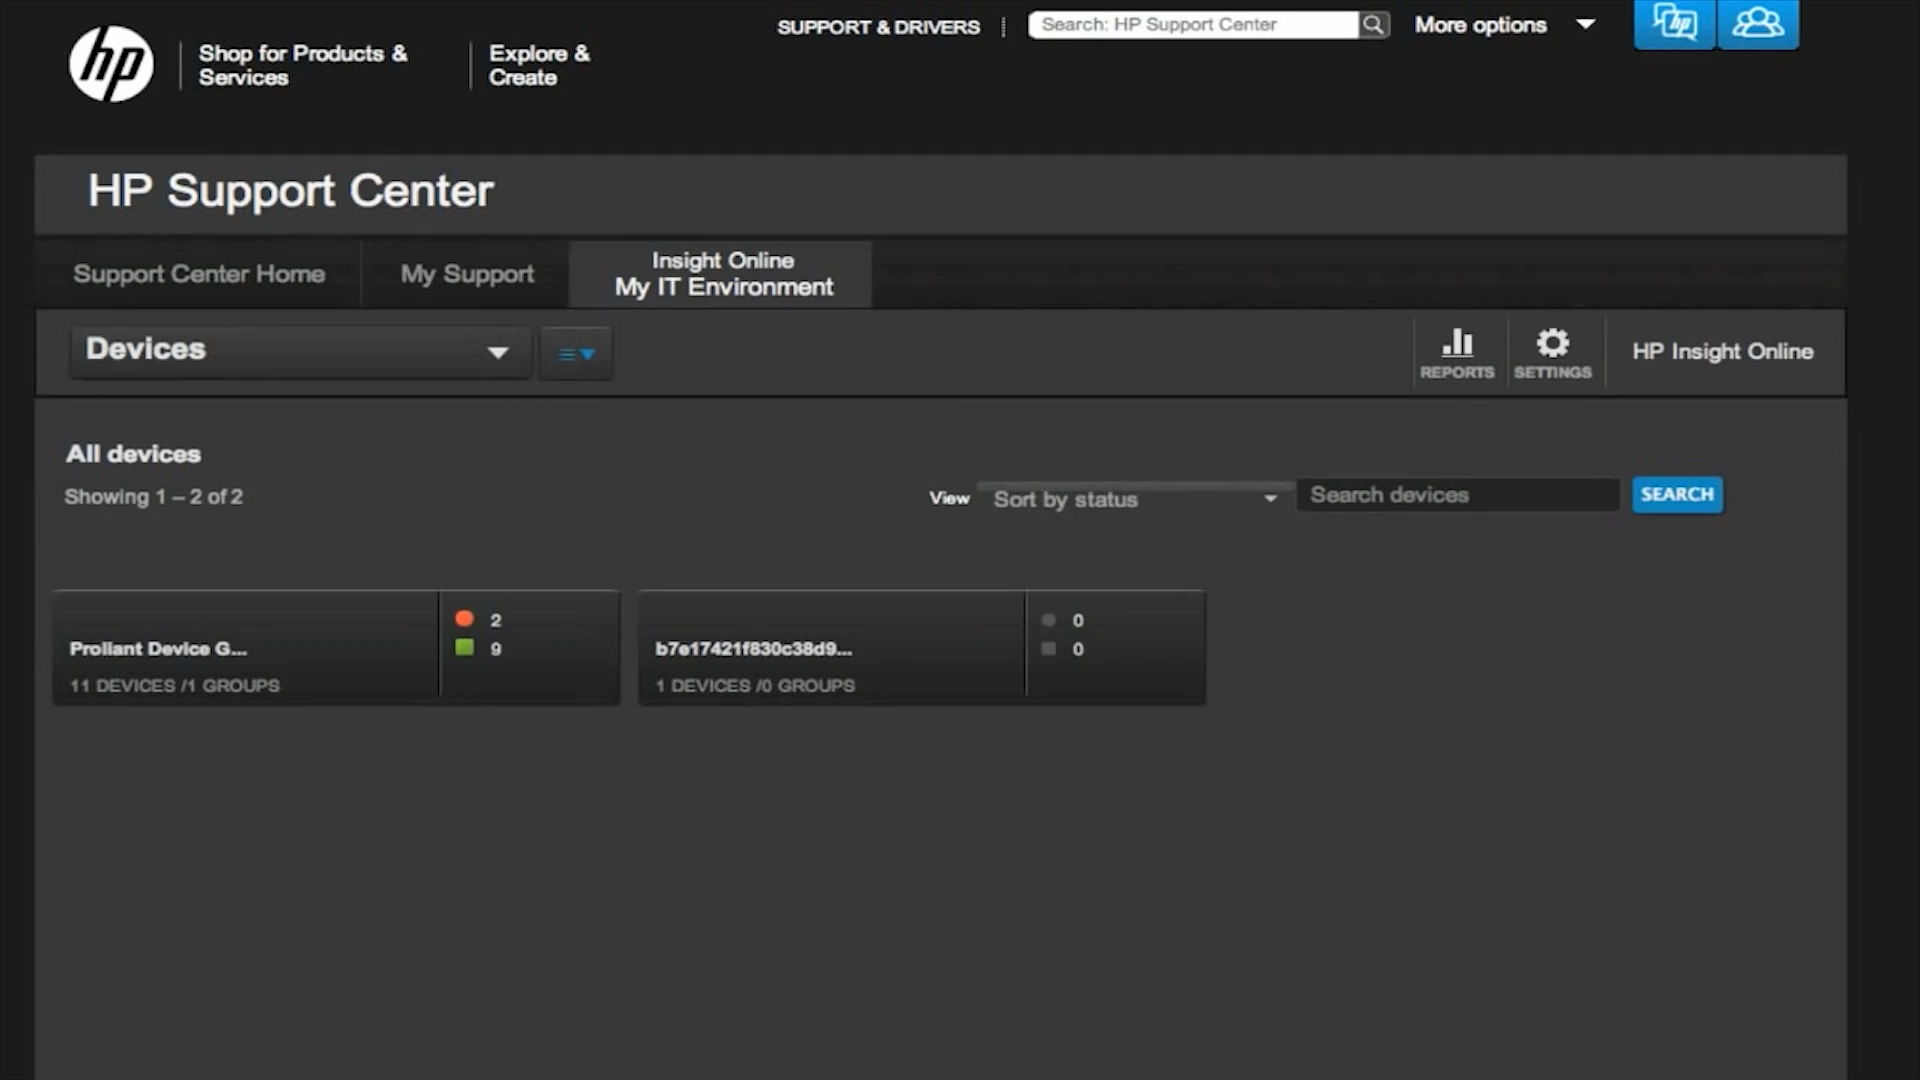 hp
Shop for Products &
Services
Explore &
Create
SUPPORT & DRIVERS
Search: HP Support Center
More options
hp
HP Support Center
Support Center Home
My Support
Insight Online
My IT Environment
Devices
REPORTS
SETTINGS
HP Insight Online
All devices
Showing 1 – 2 of 2
View
Sort by status
Search devices
SEARCH
Proliant Device G...
11 DEVICES /1 GROUPS
2
9
b7e17421f830c38d9...
1 DEVICES /0 GROUPS
0
0